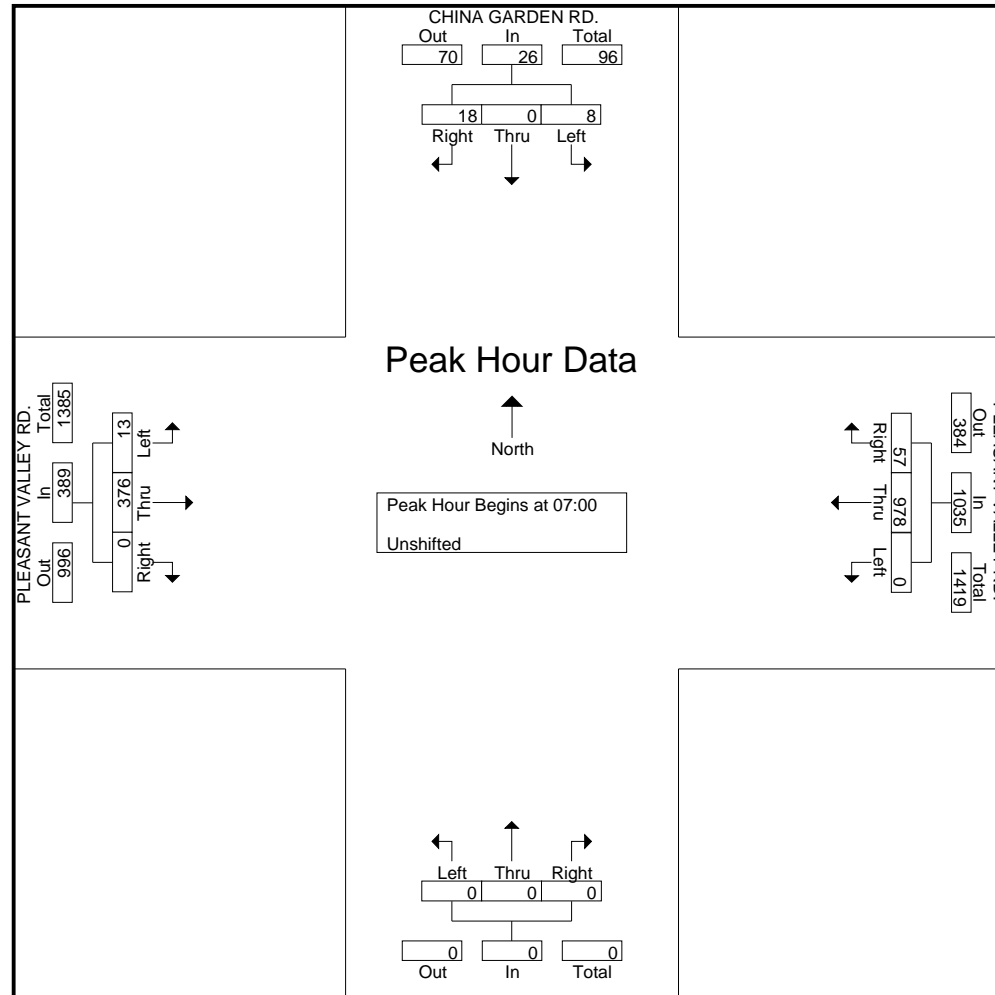 CHINA GARDEN RD.
Out In Total
70 26 96
18 0 8
Right Thru Left
Peak Hour Data
North
Peak Hour Begins at 07:00
Unshifted
PLEASANT VALLEY RD.
Out In Total
996 389 1385
0 376 13
Right Thru Left
Out In Total
384 1035 1419
57 978 0
Right Thru Left
Left Thru Right
0 0 0
0 0 0
Out In Total